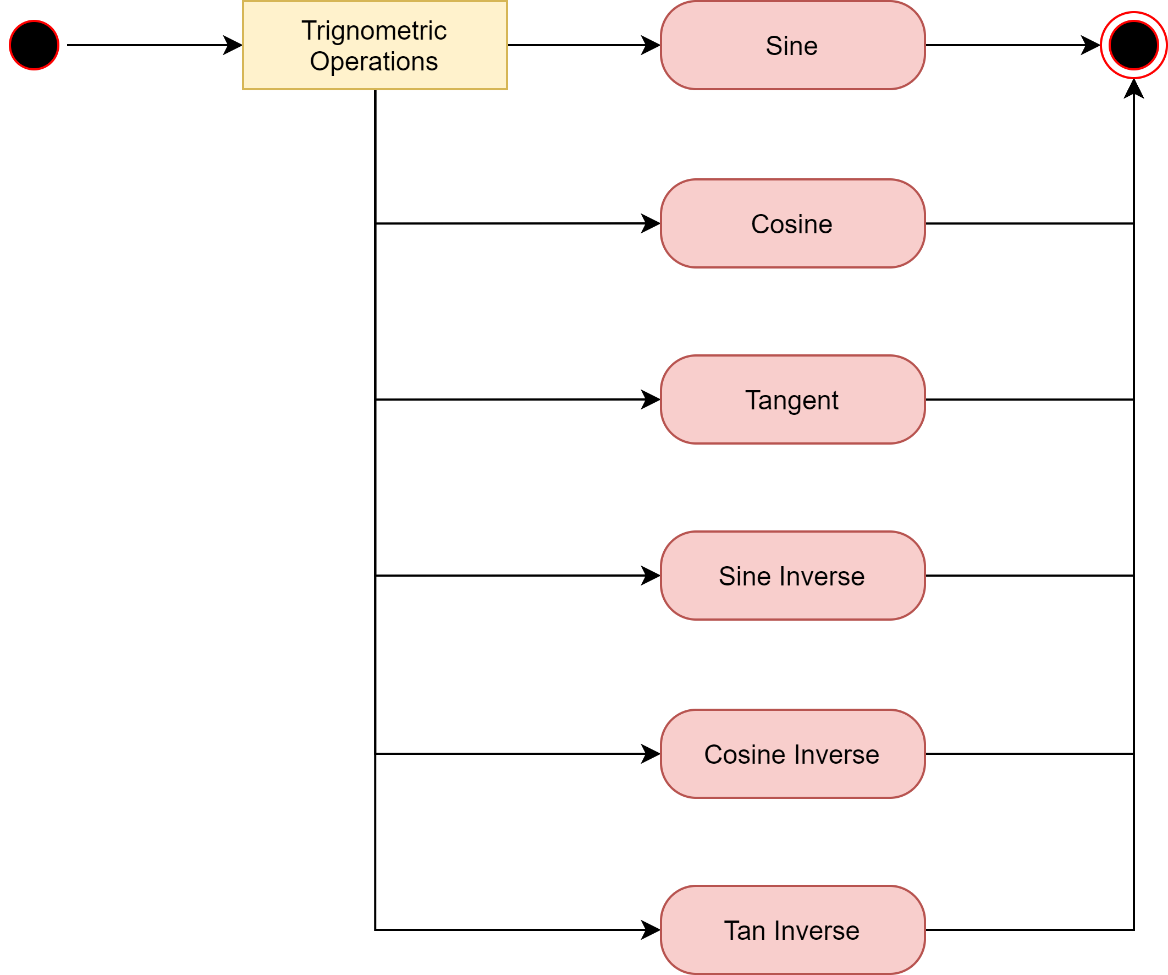 Trignometric
Operations
Sine
Cosine
Tangent
Sine Inverse
Cosine Inverse
Tan Inverse